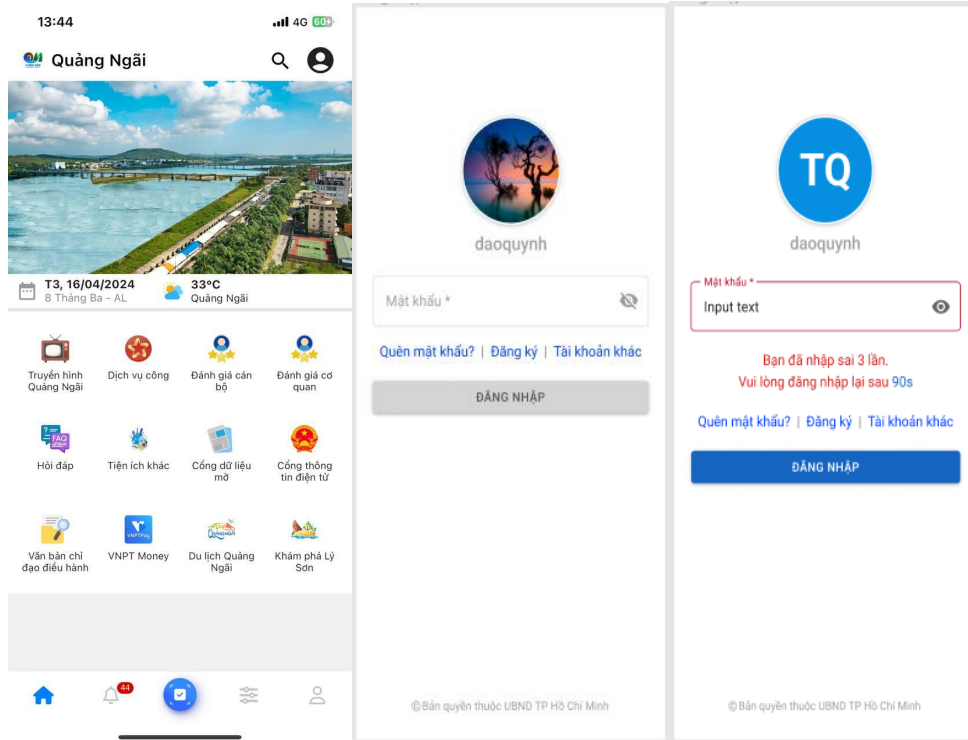 13:44
4G 60
Quảng Ngãi
T3, 16/04/2024
8 Tháng Ba - AL
33°C
Quảng Ngãi
Truyền hình
Quảng Ngãi
Dịch vụ công
Đánh giá cán
bộ
Đánh giá cơ
quan
FAQ
Hỏi đáp
Tiện ích khác
Cổng dữ liệu
mở
Cổng thông
tin điện tử
Văn bản chỉ
đạo điều hành
VNPT Pay
VNPT Money
Du lịch Quảng
Ngãi
Khám phá Lý
Sơn
44
daoquynh
Mật khẩu *
Quên mật khẩu? | Đăng ký | Tài khoản khác
ĐĂNG NHẬP
©Bản quyền thuộc UBND TP Hồ Chí Minh
TQ
daoquynh
Mật khẩu *
Input text
Bạn đã nhập sai 3 lần.
Vui lòng đăng nhập lại sau 90s
Quên mật khẩu? | Đăng ký | Tài khoản khác
ĐĂNG NHẬP
©Bản quyền thuộc UBND TP Hồ Chí Minh